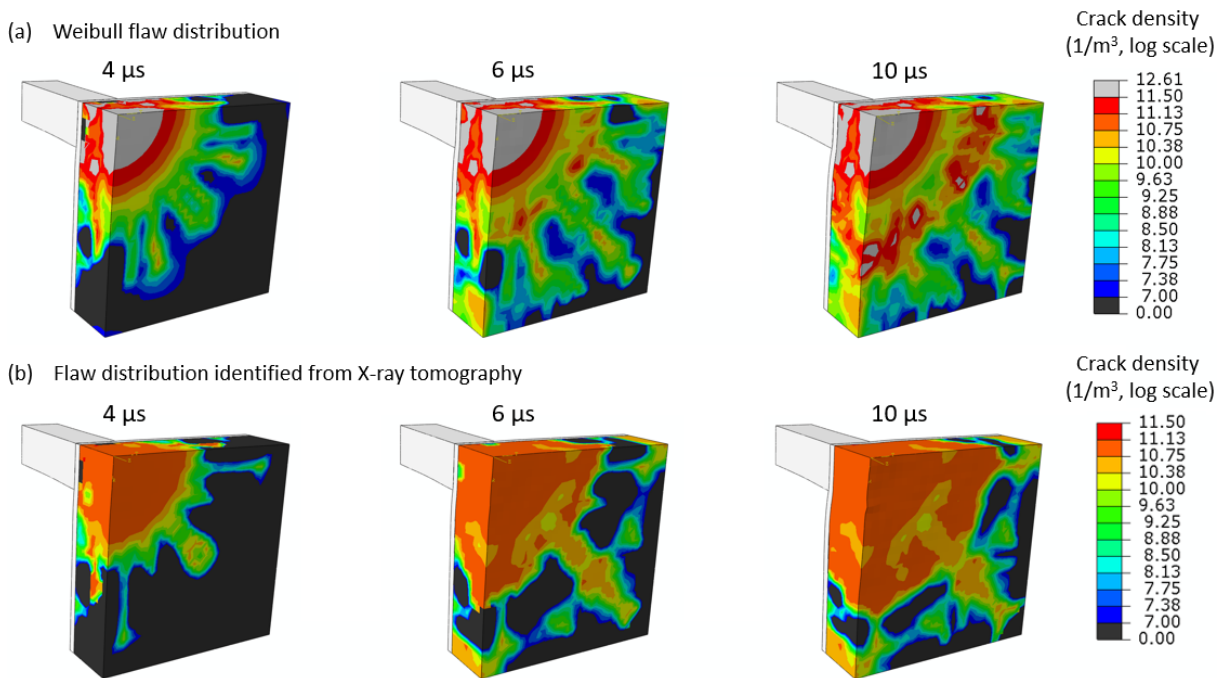 (a) Weibull flaw distribution
4 μs
6 μs
10 μs
Crack density
(1/m³, log scale)
12.61
11.50
11.13
10.75
10.38
10.00
9.63
9.25
8.88
8.50
8.13
7.75
7.38
7.00
0.00
(b) Flaw distribution identified from X-ray tomography
4 μs
6 μs
10 μs
Crack density
(1/m³, log scale)
11.50
11.13
10.75
10.38
10.00
9.63
9.25
8.88
8.50
8.13
7.75
7.38
7.00
0.00